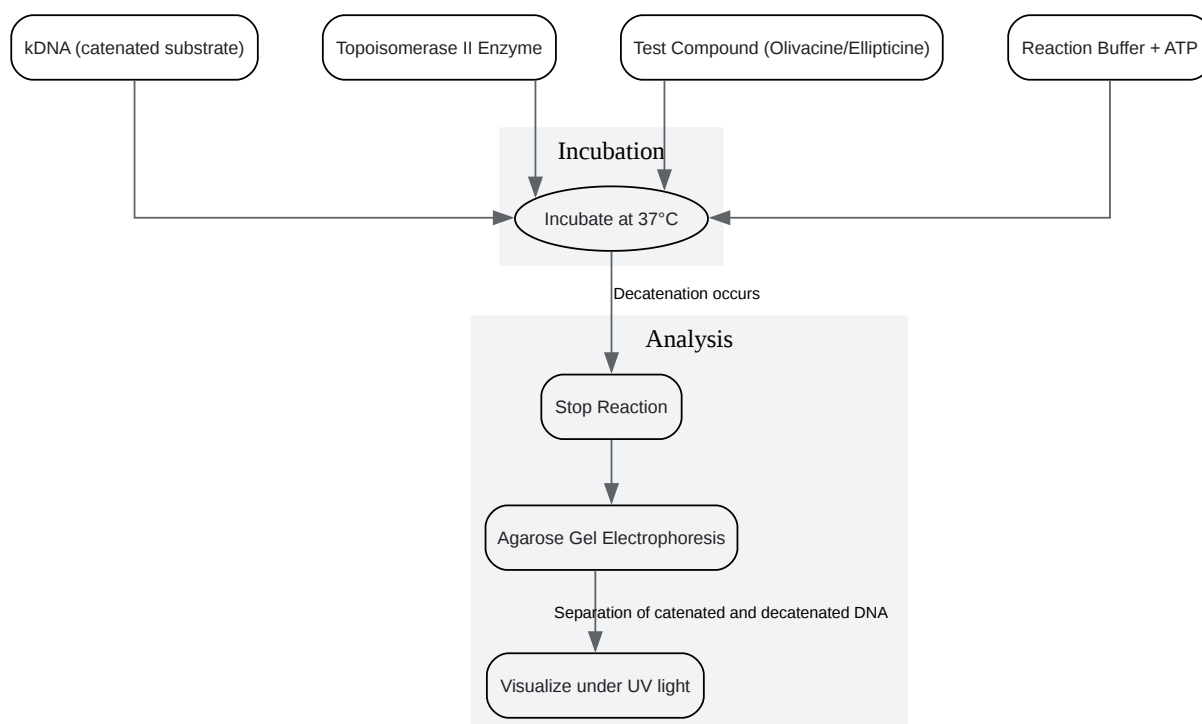 kDNA (catenated substrate)
Topoisomerase II Enzyme
Test Compound (Olivacine/Ellipticine)
Reaction Buffer + ATP
Incubation
Incubate at 37°C
Decatenation occurs
Analysis
Stop Reaction
Agarose Gel Electrophoresis
Separation of catenated and decatenated DNA
Visualize under UV light